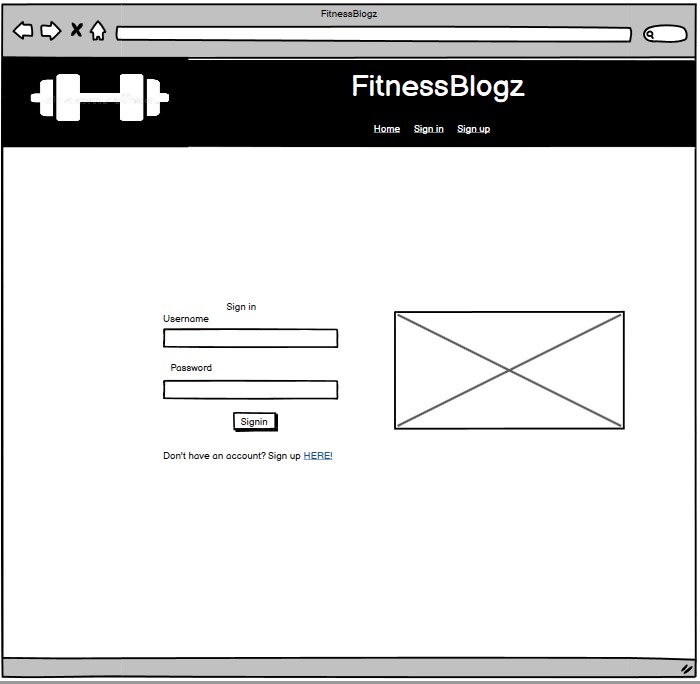 FitnessBlogz
FitnessBlogz
Home Sign in Sign up
Sign in
Username
Password
Signin
Don't have an account? Sign up HERE!